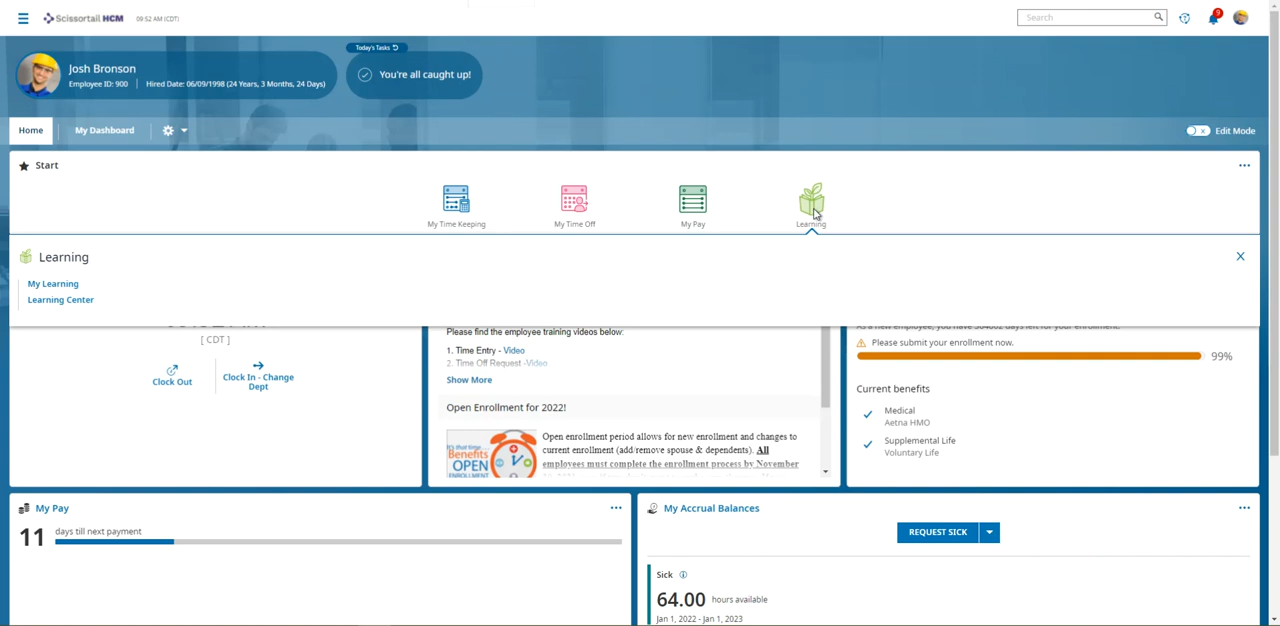 Scissortail HCM 09:52 AM (CDT) Search 9
Today's Tasks
Josh Bronson
Employee ID: 900 Hired Date: 06/09/1998 (24 Years, 3 Months, 24 Days)
You're all caught up!
Home My Dashboard Edit Mode
Start
My Time Keeping My Time Off My Pay Learning
Learning
My Learning
Learning Center
[ CDT ]
Clock Out
Clock In - Change
Dept
Please find the employee training videos below:
1. Time Entry - Video
2. Time Off Request -Video
Show More
Open Enrollment for 2022!
It's that time...
Benefits
OPEN
ENROLLMENT
Open enrollment period allows for new enrollment and changes to
current enrollment (add/remove spouse & dependents). All
employees must complete the enrollment process by November
Please submit your enrollment now.
99%
Current benefits
Medical
Aetna HMO
Supplemental Life
Voluntary Life
My Pay
11 days till next payment
My Accrual Balances
REQUEST SICK
Sick
64.00 hours available
Jan 1, 2022 - Jan 1, 2023